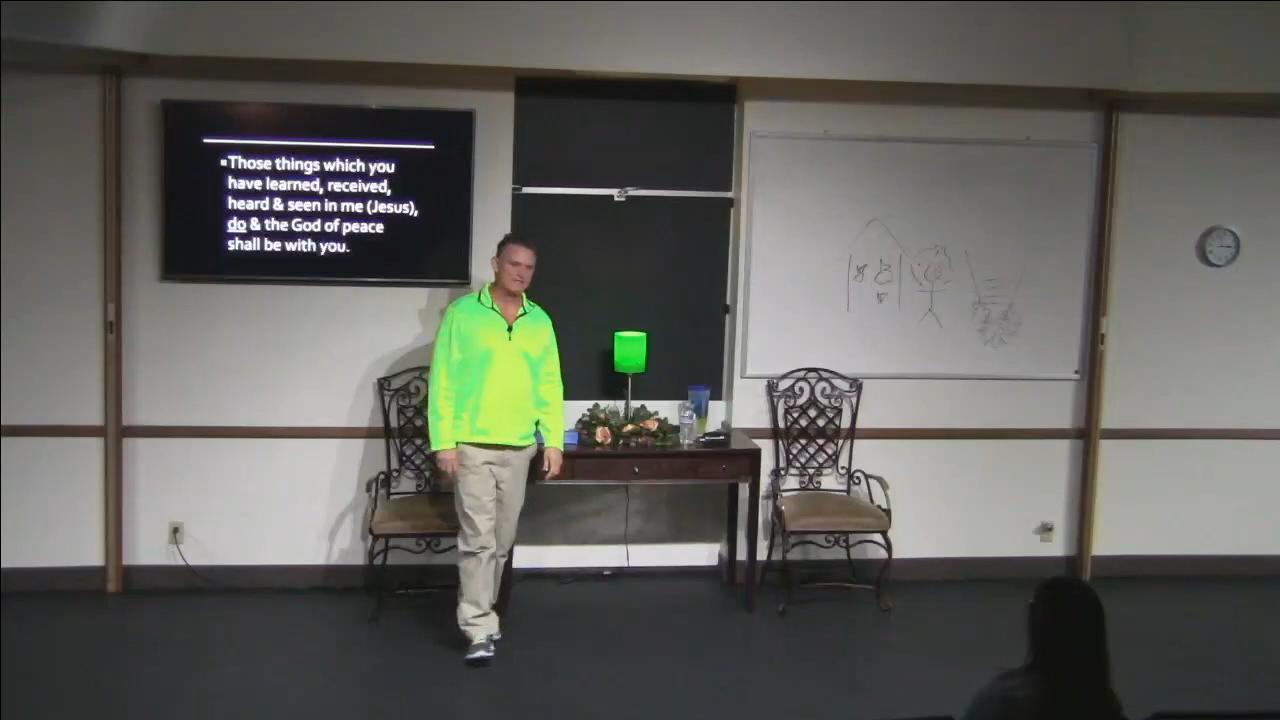 ▪Those things which you
have learned, received,
heard & seen in me (Jesus),
do & the God of peace
shall be with you.